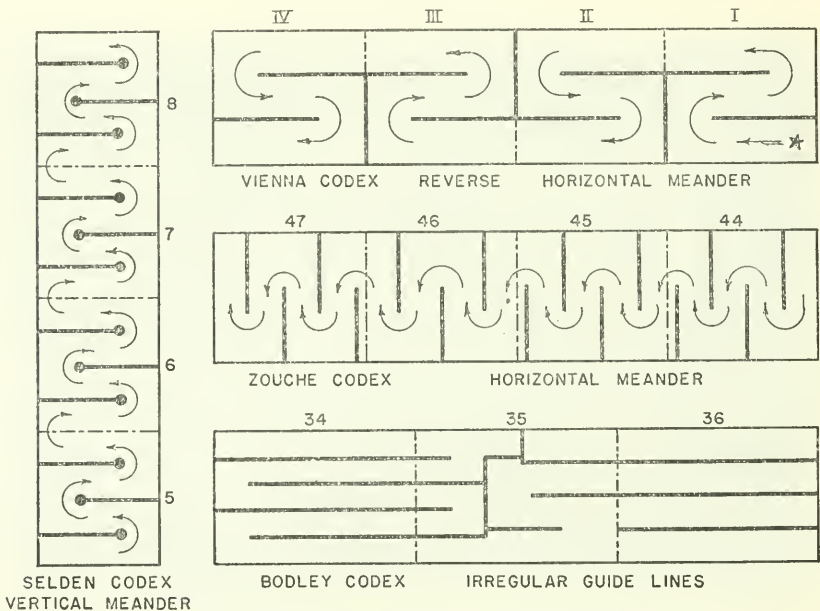 IV III II I
8
7
6
5
VIENNA CODEX REVERSE HORIZONTAL MEANDER
47 46 45 44
ZOUCHE CODEX HORIZONTAL MEANDER
34 35 36
SELDEN CODEX
VERTICAL MEANDER
BODLEY CODEX IRREGULAR GUIDE LINES